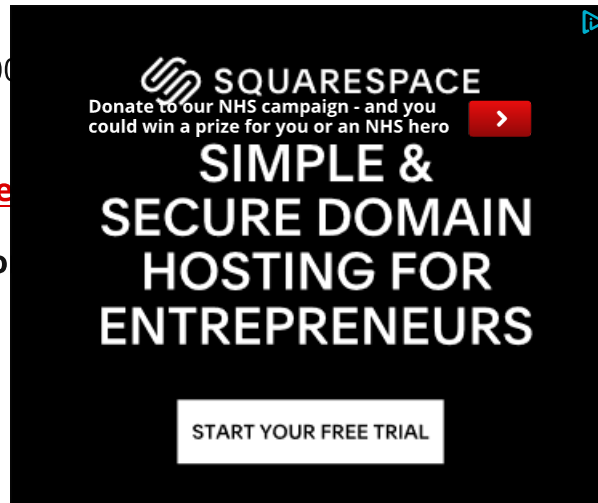 SQUARESPACE
Donate to our NHS campaign - and you
could win a prize for you or an NHS hero
SIMPLE &
SECURE DOMAIN
HOSTING FOR
ENTREPRENEURS
START YOUR FREE TRIAL